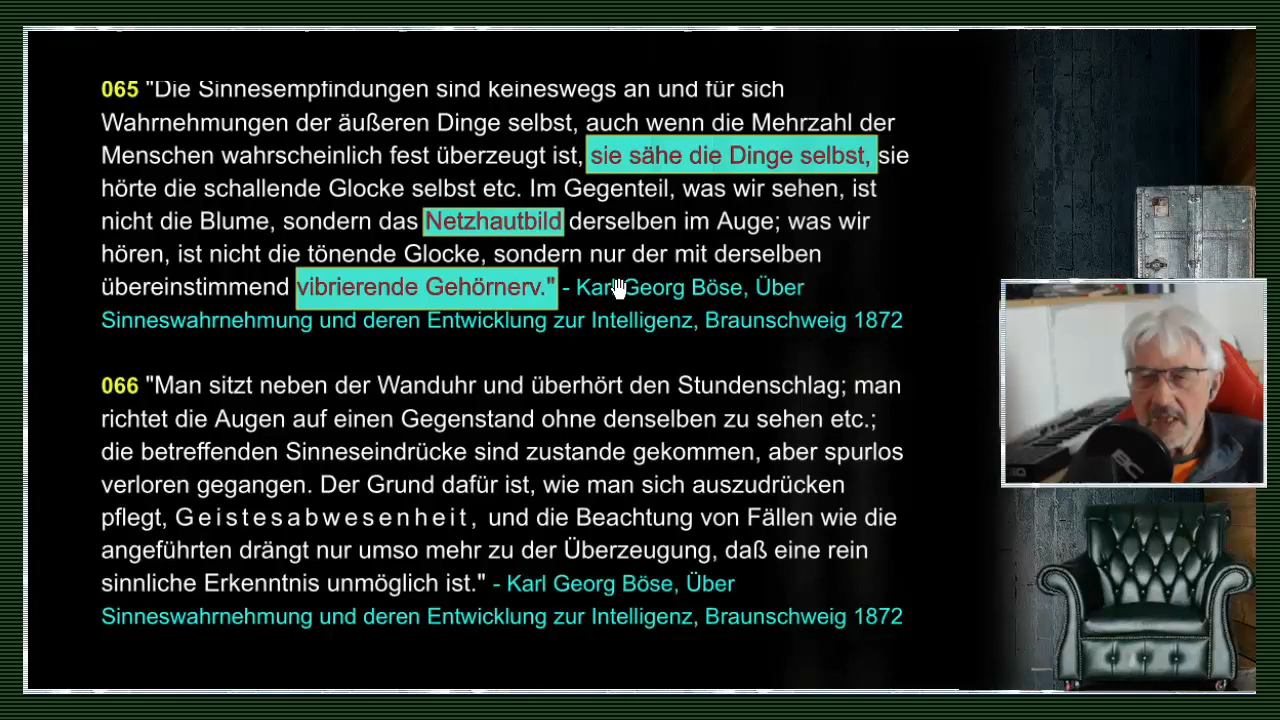 065 "Die Sinnesempfindungen sind keineswegs an und für sich
Wahrnehmungen der äußeren Dinge selbst, auch wenn die Mehrzahl der
Menschen wahrscheinlich fest überzeugt ist, sie sähe die Dinge selbst, sie
hörte die schallende Glocke selbst etc. Im Gegenteil, was wir sehen, ist
nicht die Blume, sondern das Netzhautbild derselben im Auge; was wir
hören, ist nicht die tönende Glocke, sondern nur der mit derselben
übereinstimmend vibrierende Gehörnerv." - Karl Georg Böse, Über
Sinneswahrnehmung und deren Entwicklung zur Intelligenz, Braunschweig 1872
066 "Man sitzt neben der Wanduhr und überhört den Stundenschlag; man
richtet die Augen auf einen Gegenstand ohne denselben zu sehen etc.;
die betreffenden Sinneseindrücke sind zustande gekommen, aber spurlos
verloren gegangen. Der Grund dafür ist, wie man sich auszudrücken
pflegt, Geistesabwesenheit, und die Beachtung von Fällen wie die
angeführten drängt nur umso mehr zu der Überzeugung, daß eine rein
sinnliche Erkenntnis unmöglich ist." - Karl Georg Böse, Über
Sinneswahrnehmung und deren Entwicklung zur Intelligenz, Braunschweig 1872